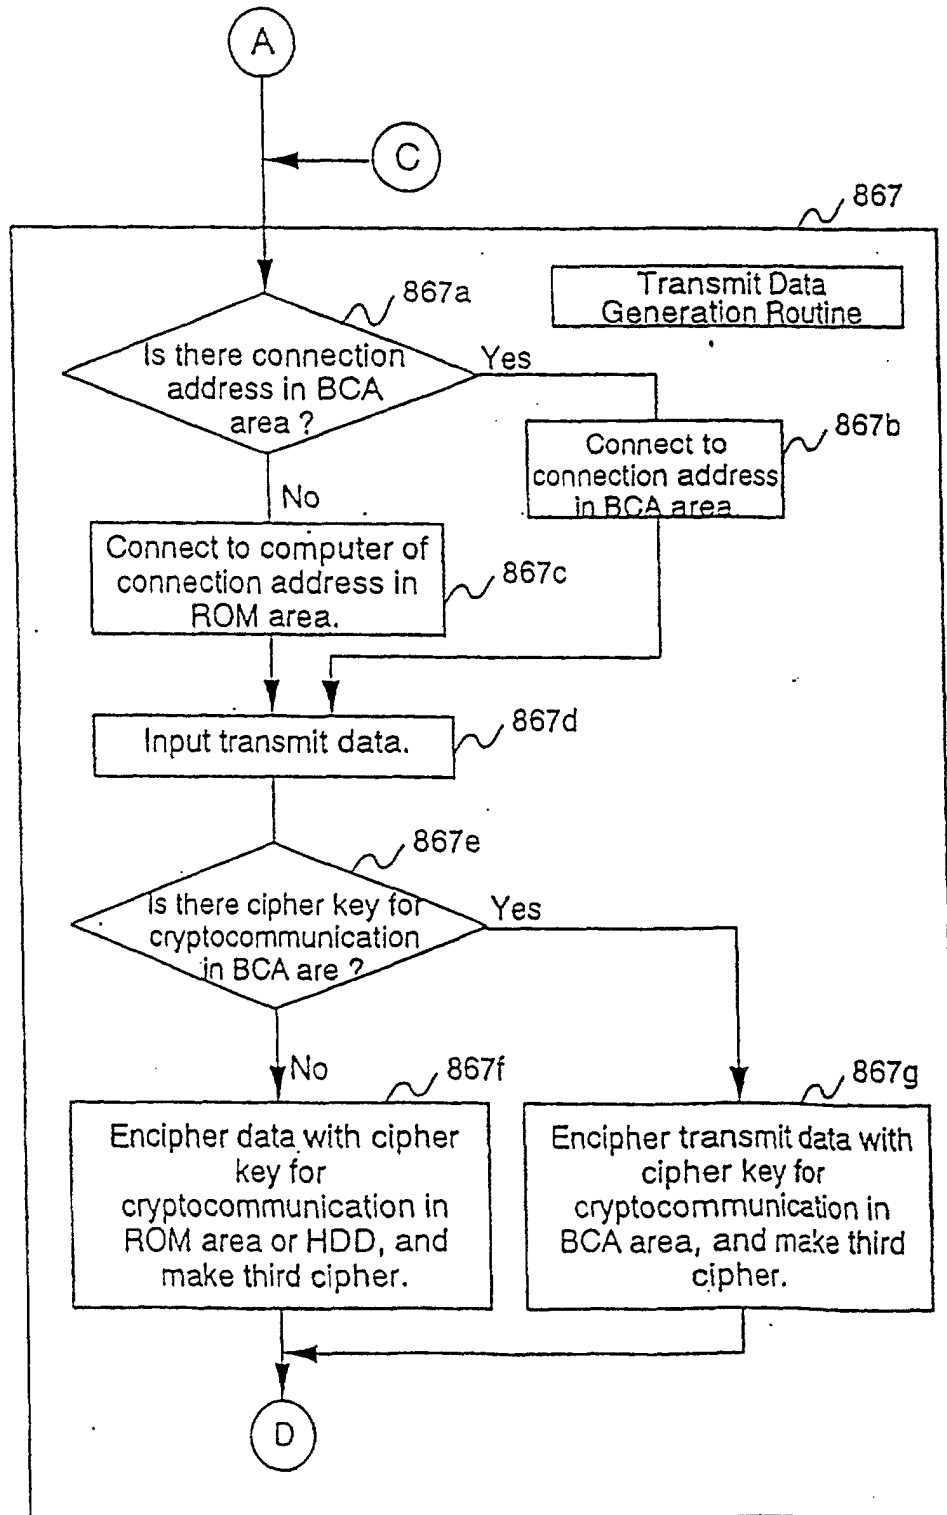 A
C
867
Transmit Data
Generation Routine
867a
Is there connection
address in BCA
area ?
Yes
867b
Connect to
connection address
in BCA area
No
Connect to computer of
connection address in
ROM area.
867c
Input transmit data.
867d
867e
Is there cipher key for
cryptocommunication
in BCA are ?
Yes
No
867f
867g
Encipher data with cipher
key for
cryptocommunication in
ROM area or HDD, and
make third cipher.
Encipher transmit data with
cipher key for
cryptocommunication in
BCA area, and make third
cipher.
D